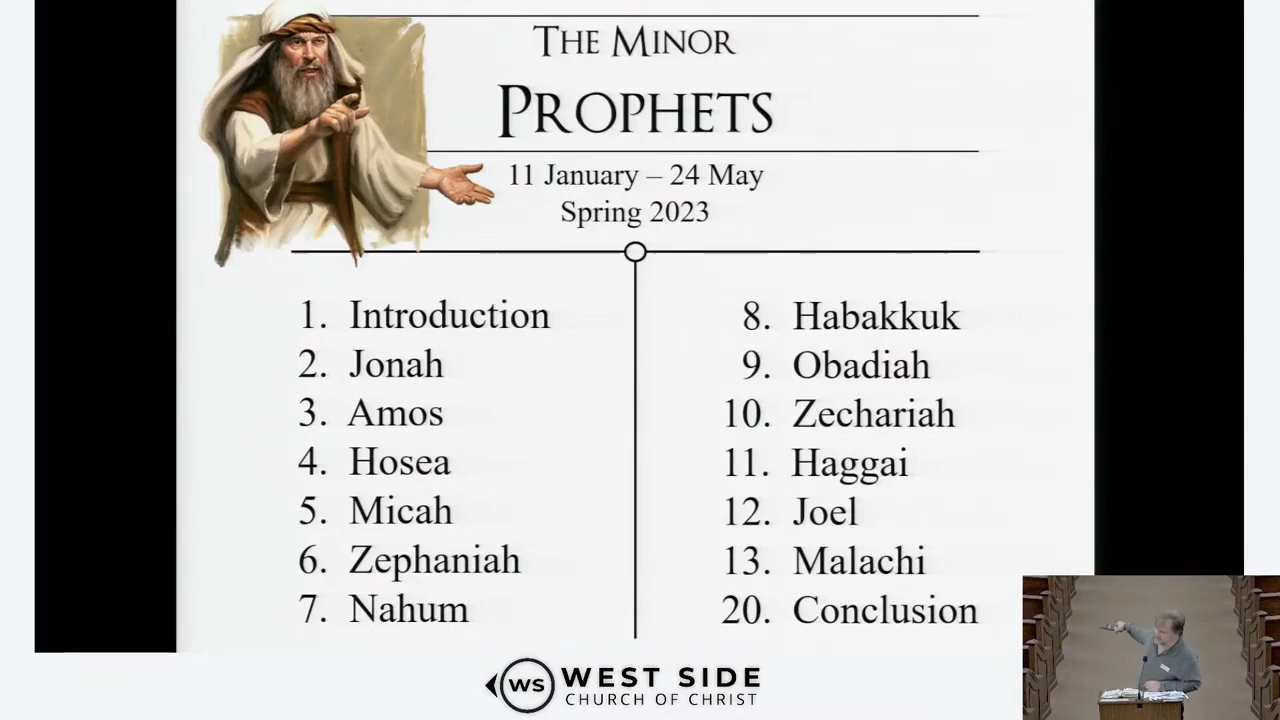 THE MINOR
PROPHETS
11 January – 24 May
Spring 2023
1. Introduction
2. Jonah
3. Amos
4. Hosea
5. Micah
6. Zephaniah
7. Nahum
8. Habakkuk
9. Obadiah
10. Zechariah
11. Haggai
12. Joel
13. Malachi
20. Conclusion
WS WEST SIDE
CHURCH OF CHRIST